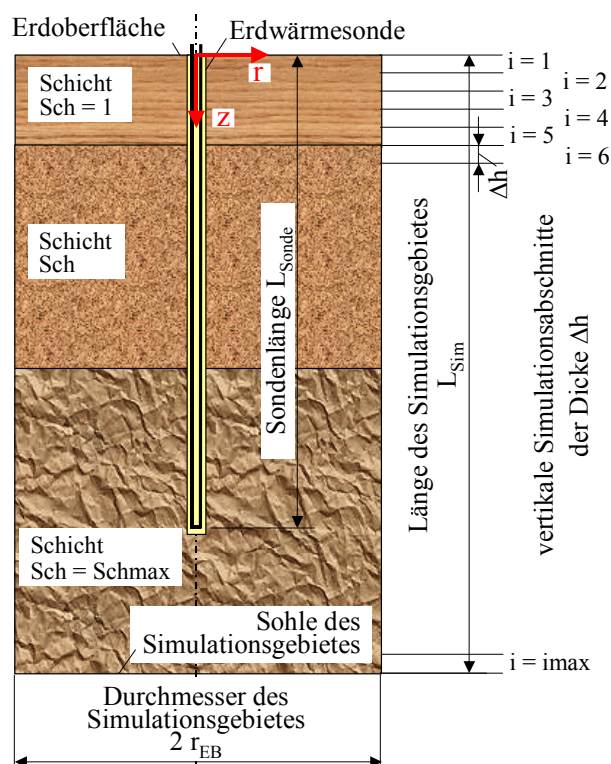 Erdoberfläche
Erdwärmesonde
r
z
Schicht
Sch = 1
i = 1
i = 2
i = 3
i = 4
i = 5
i = 6
Δh
Schicht
Sch
Sondenlänge L_Sonde
Länge des Simulationsgebietes
L_Sim
vertikale Simulationsabschnitte
der Dicke Δh
Schicht
Sch = Schmax
Sohle des
Simulationsgebietes
i = imax
Durchmesser des
Simulationsgebietes
2 r_EB